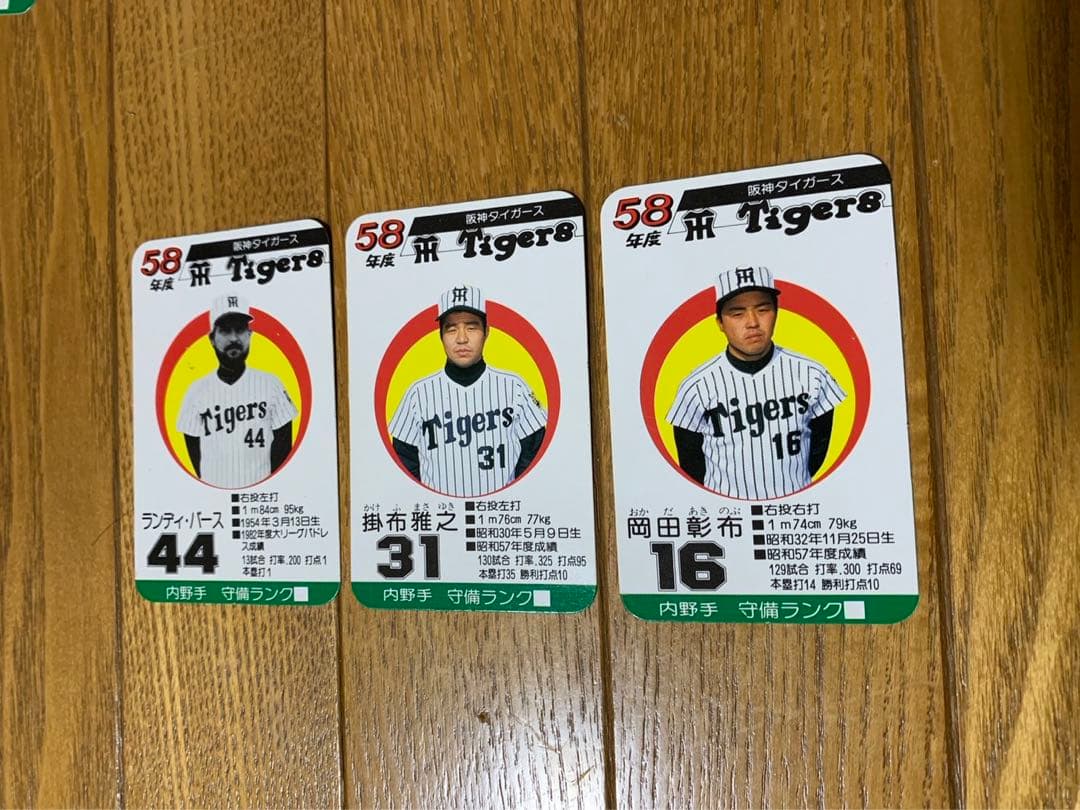 58
年度
阪神タイガース
Tigers
Tigers
44
ランディ・バース
44
■右投左打
■1m84cm 95kg
■1954年3月13日生
■1982年度大リーグパドレ
ス成績
13試合 打率.200 打点1
本塁打1
内野手 守備ランク
58
年度
阪神タイガース
Tigers
Tigers
31
かけ ふ まさ ゆき
掛布雅之
31
■右投左打
■1m76cm 77kg
■昭和30年5月9日生
■昭和57年度成績
130試合 打率.325 打点95
本塁打35 勝利打点10
内野手 守備ランク
58
年度
阪神タイガース
Tigers
Tigers
16
おか だ あき のぶ
岡田彰布
16
■右投右打
■1m74cm 79kg
■昭和32年11月25日生
■昭和57年度成績
129試合 打率.300 打点69
本塁打14 勝利打点10
内野手 守備ランク